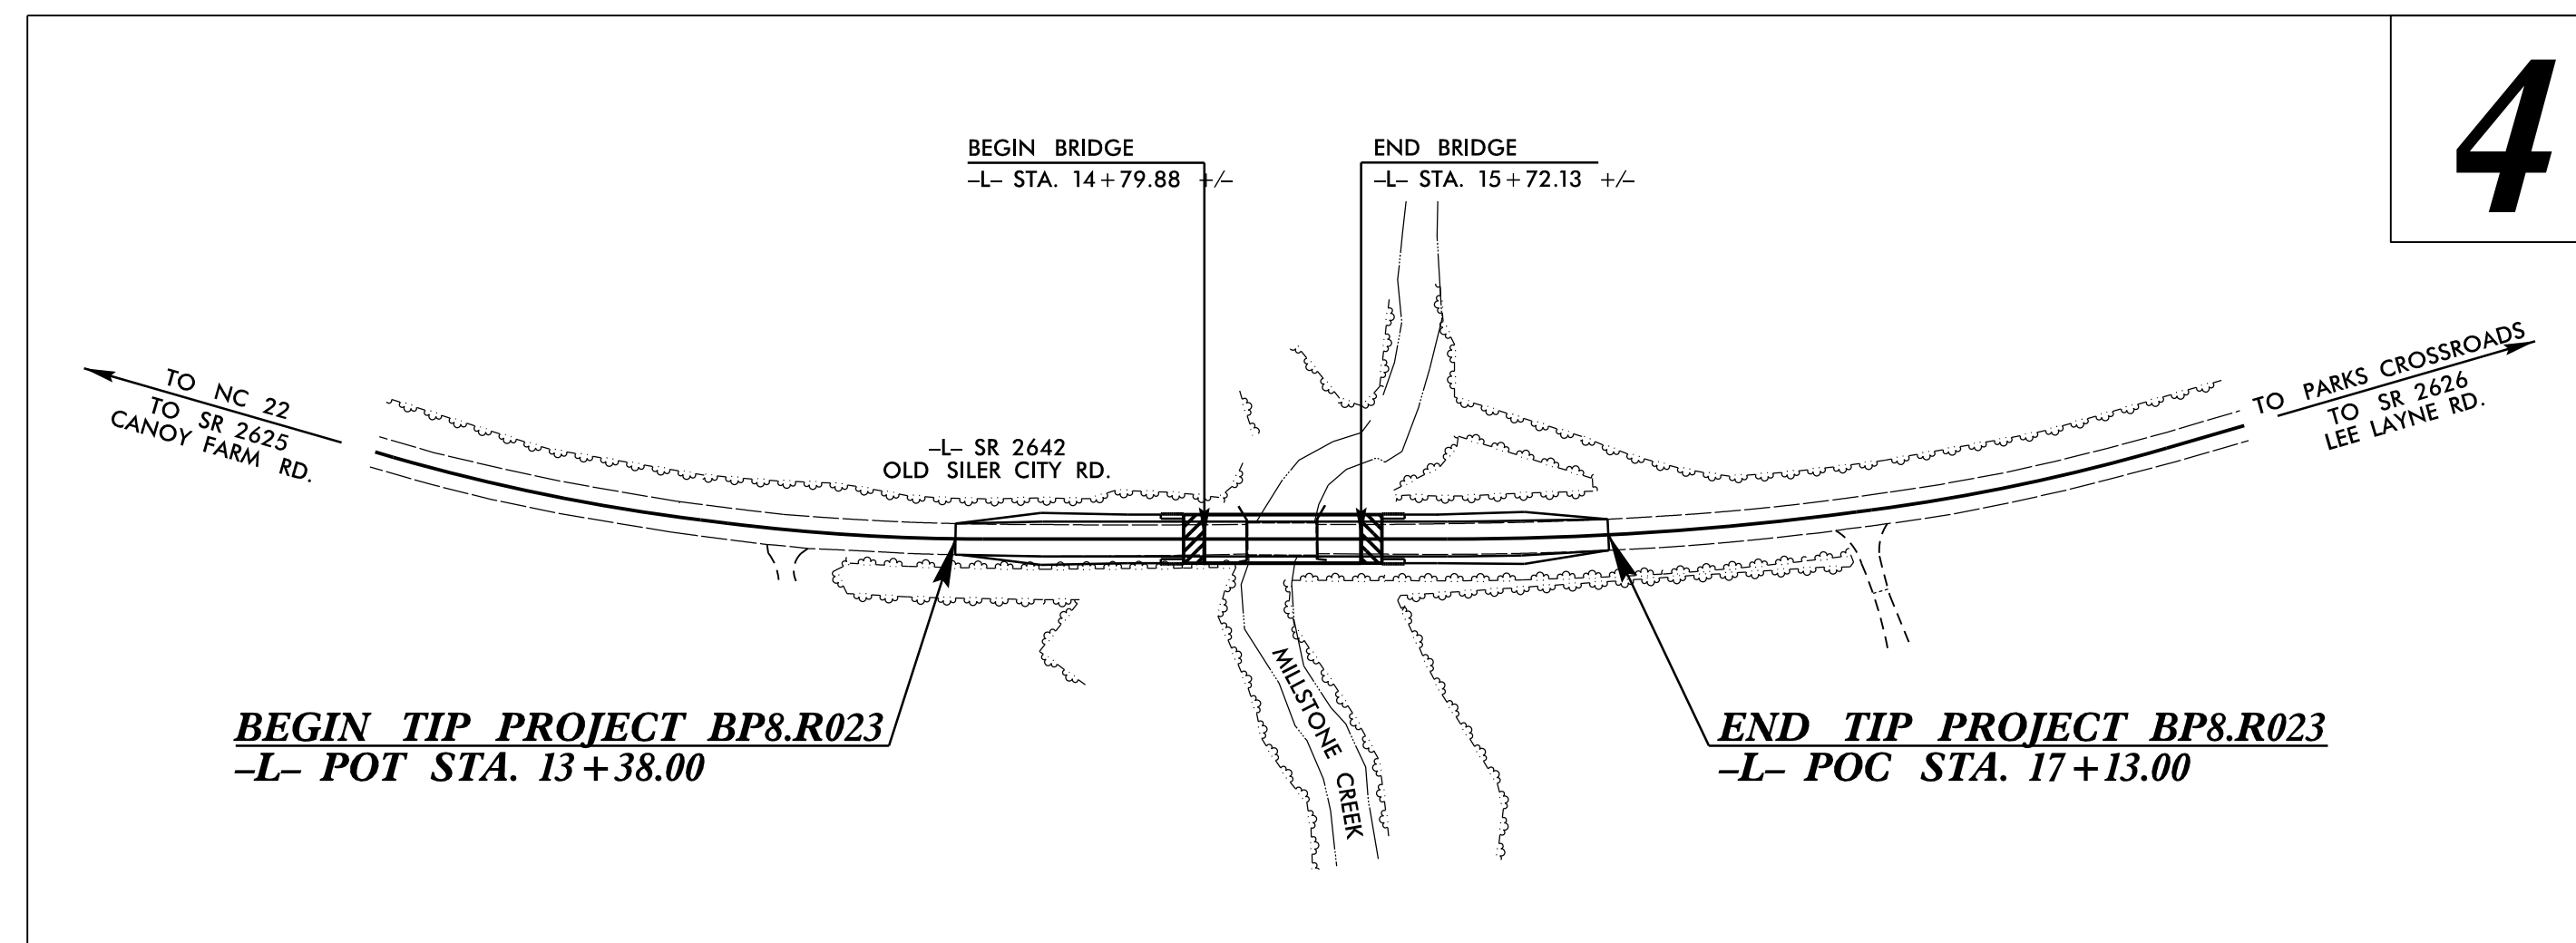 4
BEGIN BRIDGE
-L- STA. 14+79.88 +/-
END BRIDGE
-L- STA. 15+72.13 +/-
TO NC 22
TO SR 2625
CANOY FARM RD.
-L- SR 2642
OLD SILER CITY RD.
TO PARKS CROSSROADS
TO SR 2626
LEE LAYNE RD.
MILLSTONE CREEK
BEGIN TIP PROJECT BP8.R023
-L- POT STA. 13+38.00
END TIP PROJECT BP8.R023
-L- POC STA. 17+13.00